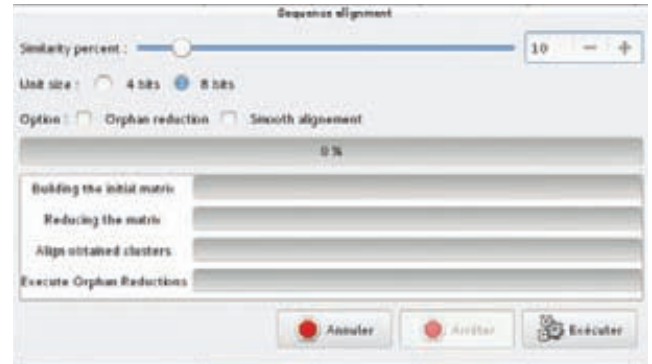 Sequence alignment
Similarity percent : 10 − +
Unit size : 4 bits 8 bits
Option : Orphan reduction Smooth alignement
0 %
Building the initial matrix
Reducing the matrix
Align obtained clusters
Execute Orphan Reductions
Annuler Arrêter Exécuter